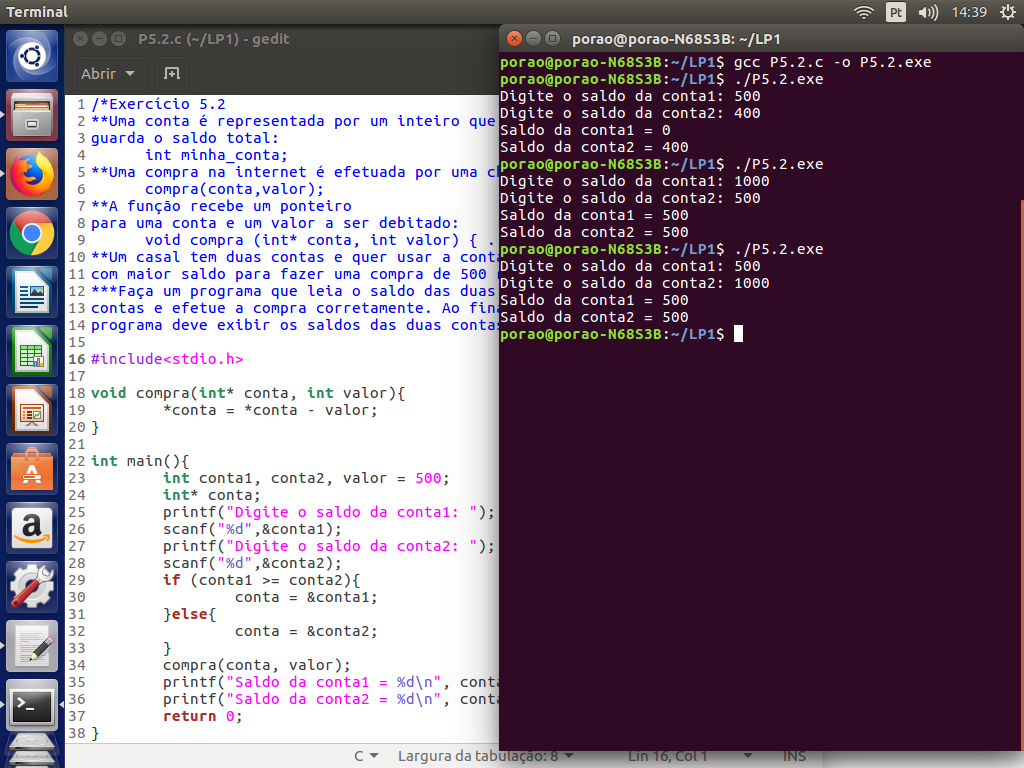 Terminal
Pt
14:39
P5.2.c (~/LP1) - gedit
Abrir
1 /*Exercício 5.2
2 **Uma conta é representada por um inteiro que
3 guarda o saldo total:
4 int minha_conta;
5 **Uma compra na internet é efetuada por uma
6 compra(conta,valor);
7 **A função recebe um ponteiro
8 para uma conta e um valor a ser debitado:
9 void compra (int* conta, int valor) { .
10 **Um casal tem duas contas e quer usar a
11 com maior saldo para fazer uma compra de 500
12 ***Faça um programa que leia o saldo das duas
13 contas e efetue a compra corretamente. Ao
14 programa deve exibir os saldos das duas
15
16 #include<stdio.h>
17
18 void compra(int* conta, int valor){
19 *conta = *conta - valor;
20 }
21
22 int main(){
23 int conta1, conta2, valor = 500;
24 int* conta;
25 printf("Digite o saldo da conta1: ");
26 scanf("%d",&conta1);
27 printf("Digite o saldo da conta2: ");
28 scanf("%d",&conta2);
29 if (conta1 >= conta2){
30 conta = &conta1;
31 }else{
32 conta = &conta2;
33 }
34 compra(conta, valor);
35 printf("Saldo da conta1 = %d\n",
36 printf("Saldo da conta2 = %d\n",
37 return 0;
38 }
C
Largura da tabulação: 8
Lin 16, Col 1
INS
porao@porao-N68S3B: ~/LP1
porao@porao-N68S3B:~/LP1$ gcc P5.2.c -o P5.2.exe
porao@porao-N68S3B:~/LP1$ ./P5.2.exe
Digite o saldo da conta1: 500
Digite o saldo da conta2: 400
Saldo da conta1 = 0
Saldo da conta2 = 400
porao@porao-N68S3B:~/LP1$ ./P5.2.exe
Digite o saldo da conta1: 1000
Digite o saldo da conta2: 500
Saldo da conta1 = 500
Saldo da conta2 = 500
porao@porao-N68S3B:~/LP1$ ./P5.2.exe
Digite o saldo da conta1: 500
Digite o saldo da conta2: 1000
Saldo da conta1 = 500
Saldo da conta2 = 500
porao@porao-N68S3B:~/LP1$